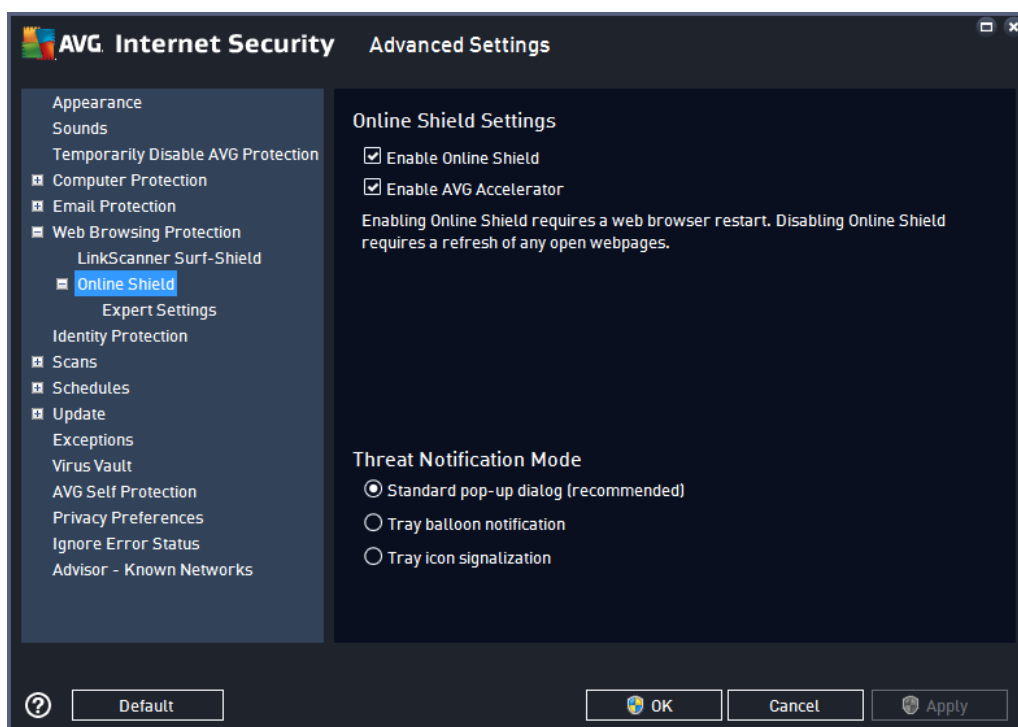 AVG. Internet Security Advanced Settings
Appearance
Sounds
Temporarily Disable AVG Protection
Computer Protection
Email Protection
Web Browsing Protection
LinkScanner Surf-Shield
Online Shield
Expert Settings
Identity Protection
Scans
Schedules
Update
Exceptions
Virus Vault
AVG Self Protection
Privacy Preferences
Ignore Error Status
Advisor - Known Networks
Online Shield Settings
Enable Online Shield
Enable AVG Accelerator
Enabling Online Shield requires a web browser restart. Disabling Online Shield
requires a refresh of any open webpages.
Threat Notification Mode
Standard pop-up dialog (recommended)
Tray balloon notification
Tray icon signalization
? Default OK Cancel Apply